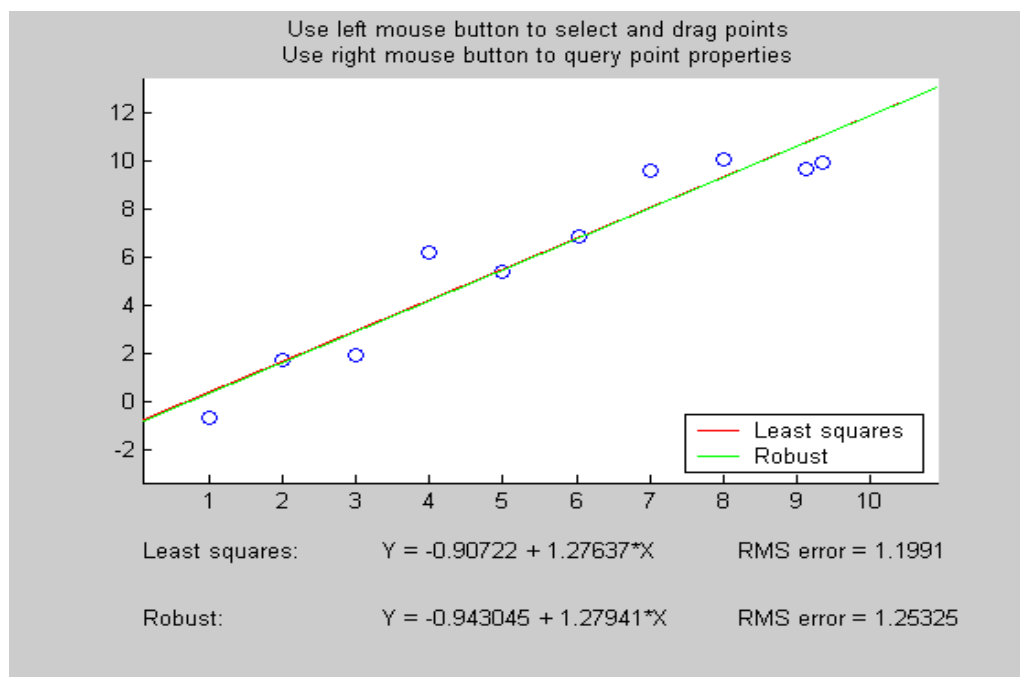 Use left mouse button to select and drag points
Use right mouse button to query point properties
12
10
8
6
4
2
0
-2
Least squares
Robust
1 2 3 4 5 6 7 8 9 10
Least squares: Y = -0.90722 + 1.27637*X RMS error = 1.1991
Robust: Y = -0.943045 + 1.27941*X RMS error = 1.25325